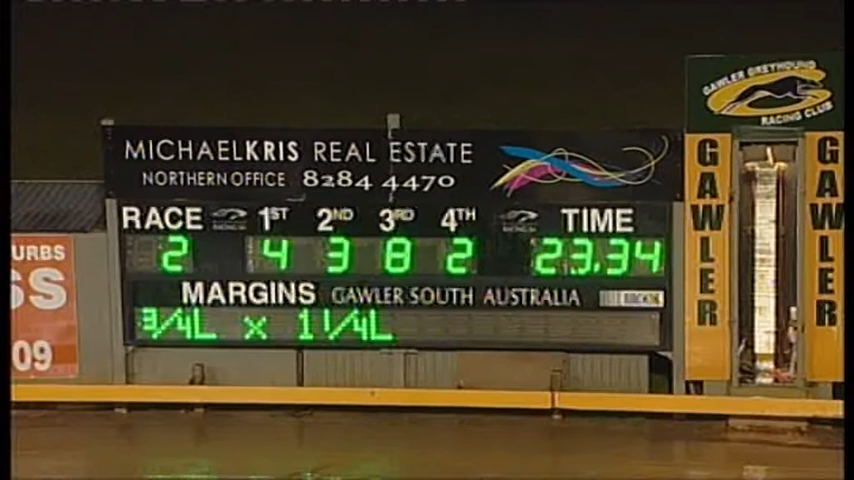 GAWLER GREYHOUND
RACING CLUB
MICHAELKRIS REAL ESTATE
NORTHERN OFFICE 8284 4470
RACE 1ST 2ND 3RD 4TH TIME
2 4 3 8 2 23.34
MARGINS GAWLER SOUTH AUSTRALIA
3/4L x 1 1/4L
GAWLER
GAWLER
URBS
SS
09